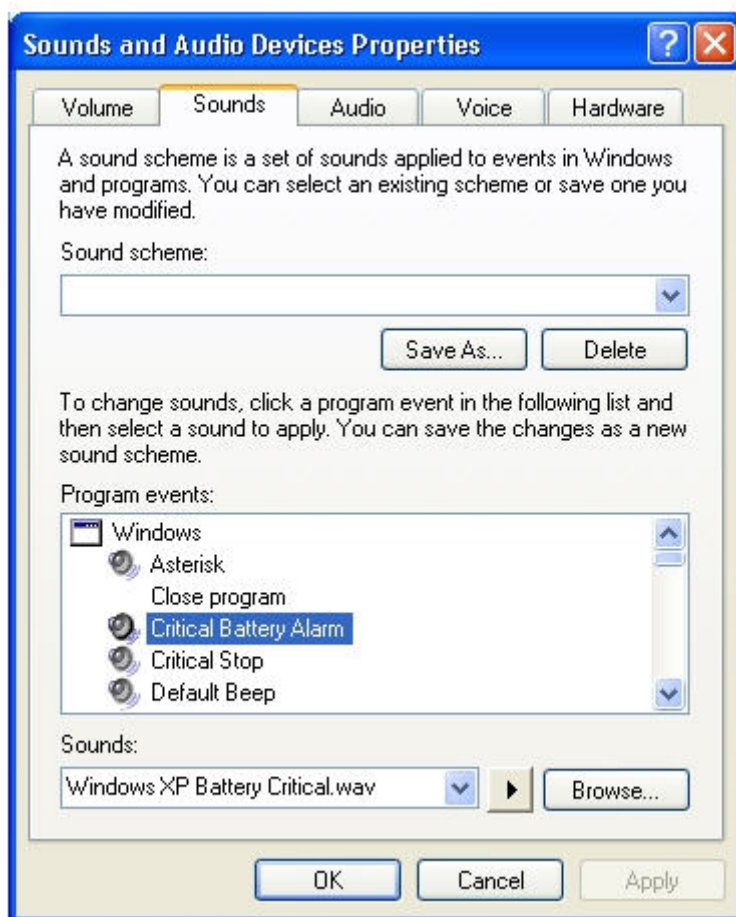 Sounds and Audio Devices Properties
?
Volume
Sounds
Audio
Voice
Hardware
A sound scheme is a set of sounds applied to events in Windows
and programs. You can select an existing scheme or save one you
have modified.
Sound scheme:
Save As...
Delete
To change sounds, click a program event in the following list and
then select a sound to apply. You can save the changes as a new
sound scheme.
Program events:
Windows
Asterisk
Close program
Critical Battery Alarm
Critical Stop
Default Beep
Sounds:
Windows XP Battery Critical.wav
Browse...
OK
Cancel
Apply